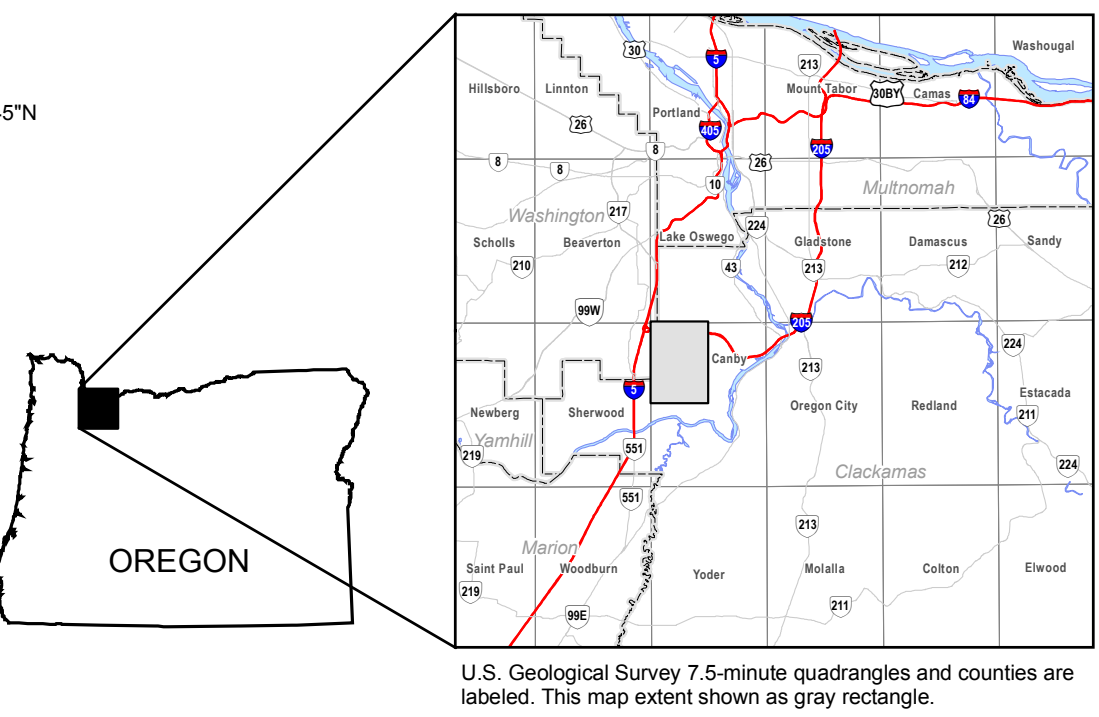 Washougal
30
5
213
5"N
Hillsboro
Linnton
Mount Tabor
30BY
Camas
84
Portland
26
405
205
8
8
8
26
10
Multnomah
Washington
217
224
26
Scholls
Beaverton
Lake Oswego
Gladstone
Damascus
Sandy
210
43
213
212
99W
205
224
Canby
213
5
Estacada
Newberg
Sherwood
Oregon City
Redland
211
Yamhill
219
551
224
Clackamas
551
213
OREGON
Marion
Saint Paul
Woodburn
Yoder
Molalla
Colton
Elwood
219
99E
211
U.S. Geological Survey 7.5-minute quadrangles and counties are
labeled. This map extent shown as gray rectangle.